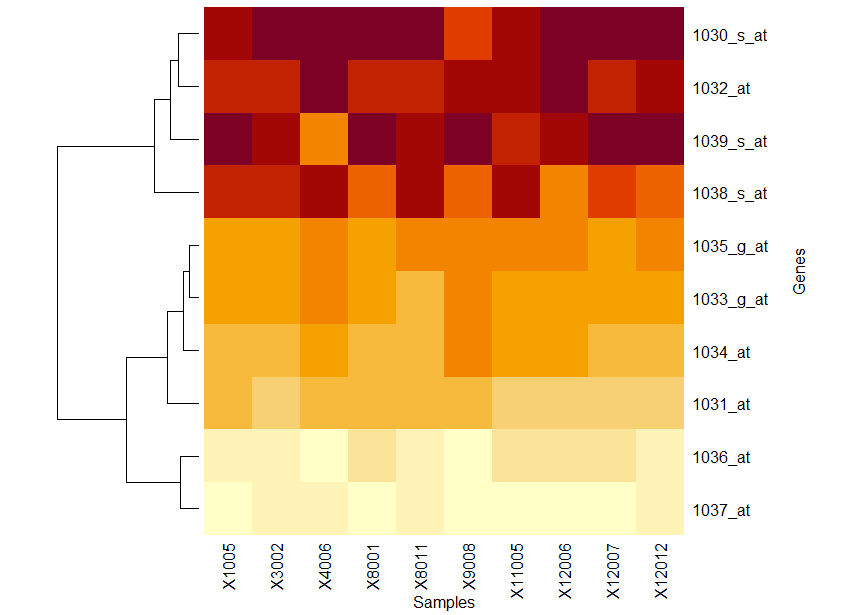 1030_s_at
1032_at
1039_s_at
1038_s_at
1035_g_at
1033_g_at
1034_at
1031_at
1036_at
1037_at
Genes
X1005
X3002
X4006
X8001
X8011
X9008
X11005
X12006
X12007
X12012
Samples